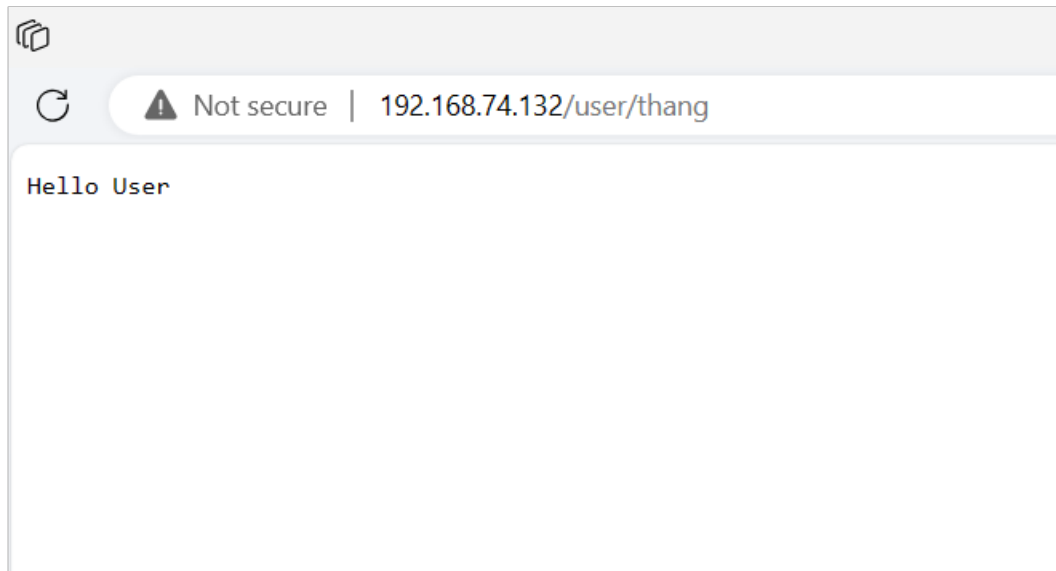 Not secure | 192.168.74.132/user/thang
Hello User